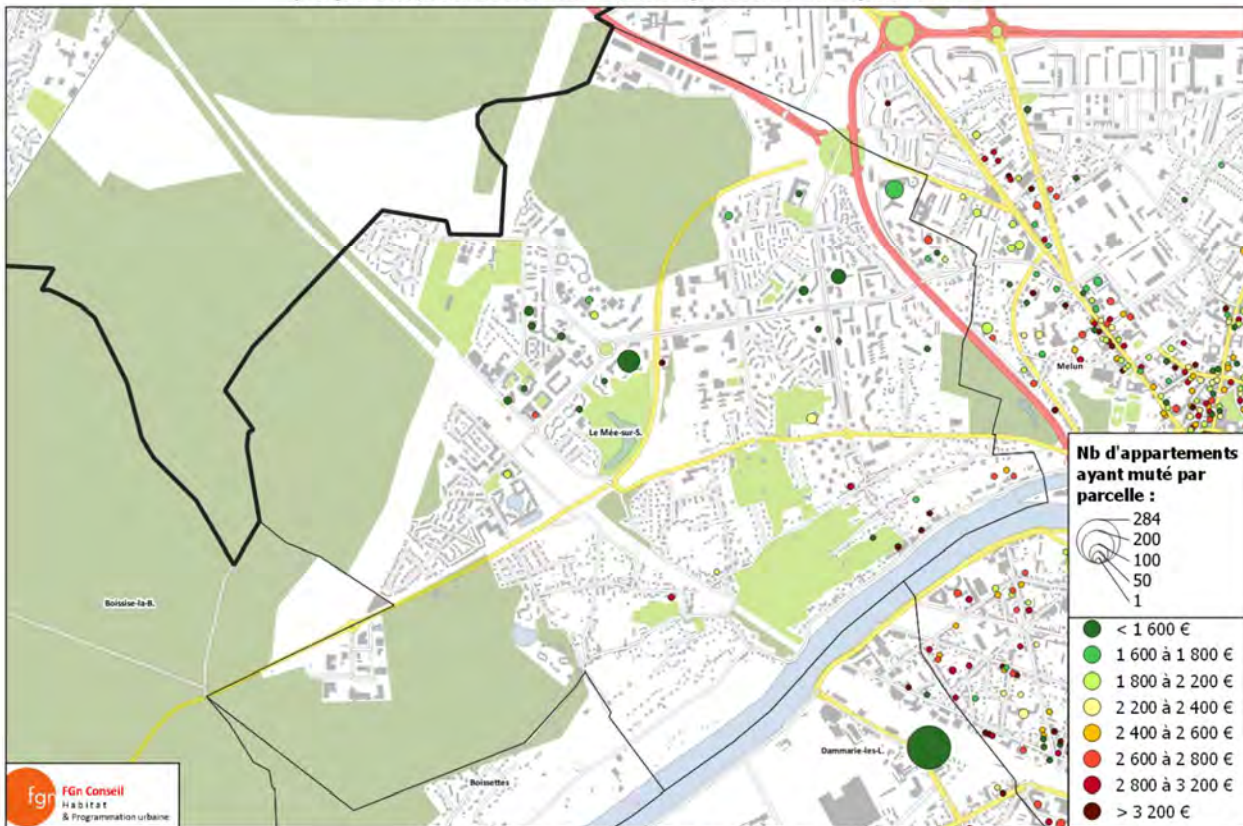 Melun
Le Mée-sur-S.
Boissise-la-B.
Boissettes
Dammarie-les-L.
Nb d'appartements
ayant muté par
parcelle :
284
200
100
50
1
< 1 600 €
1 600 à 1 800 €
1 800 à 2 200 €
2 200 à 2 400 €
2 400 à 2 600 €
2 600 à 2 800 €
2 800 à 3 200 €
> 3 200 €
fgn
FGn Conseil
Habitat
& Programmation urbaine